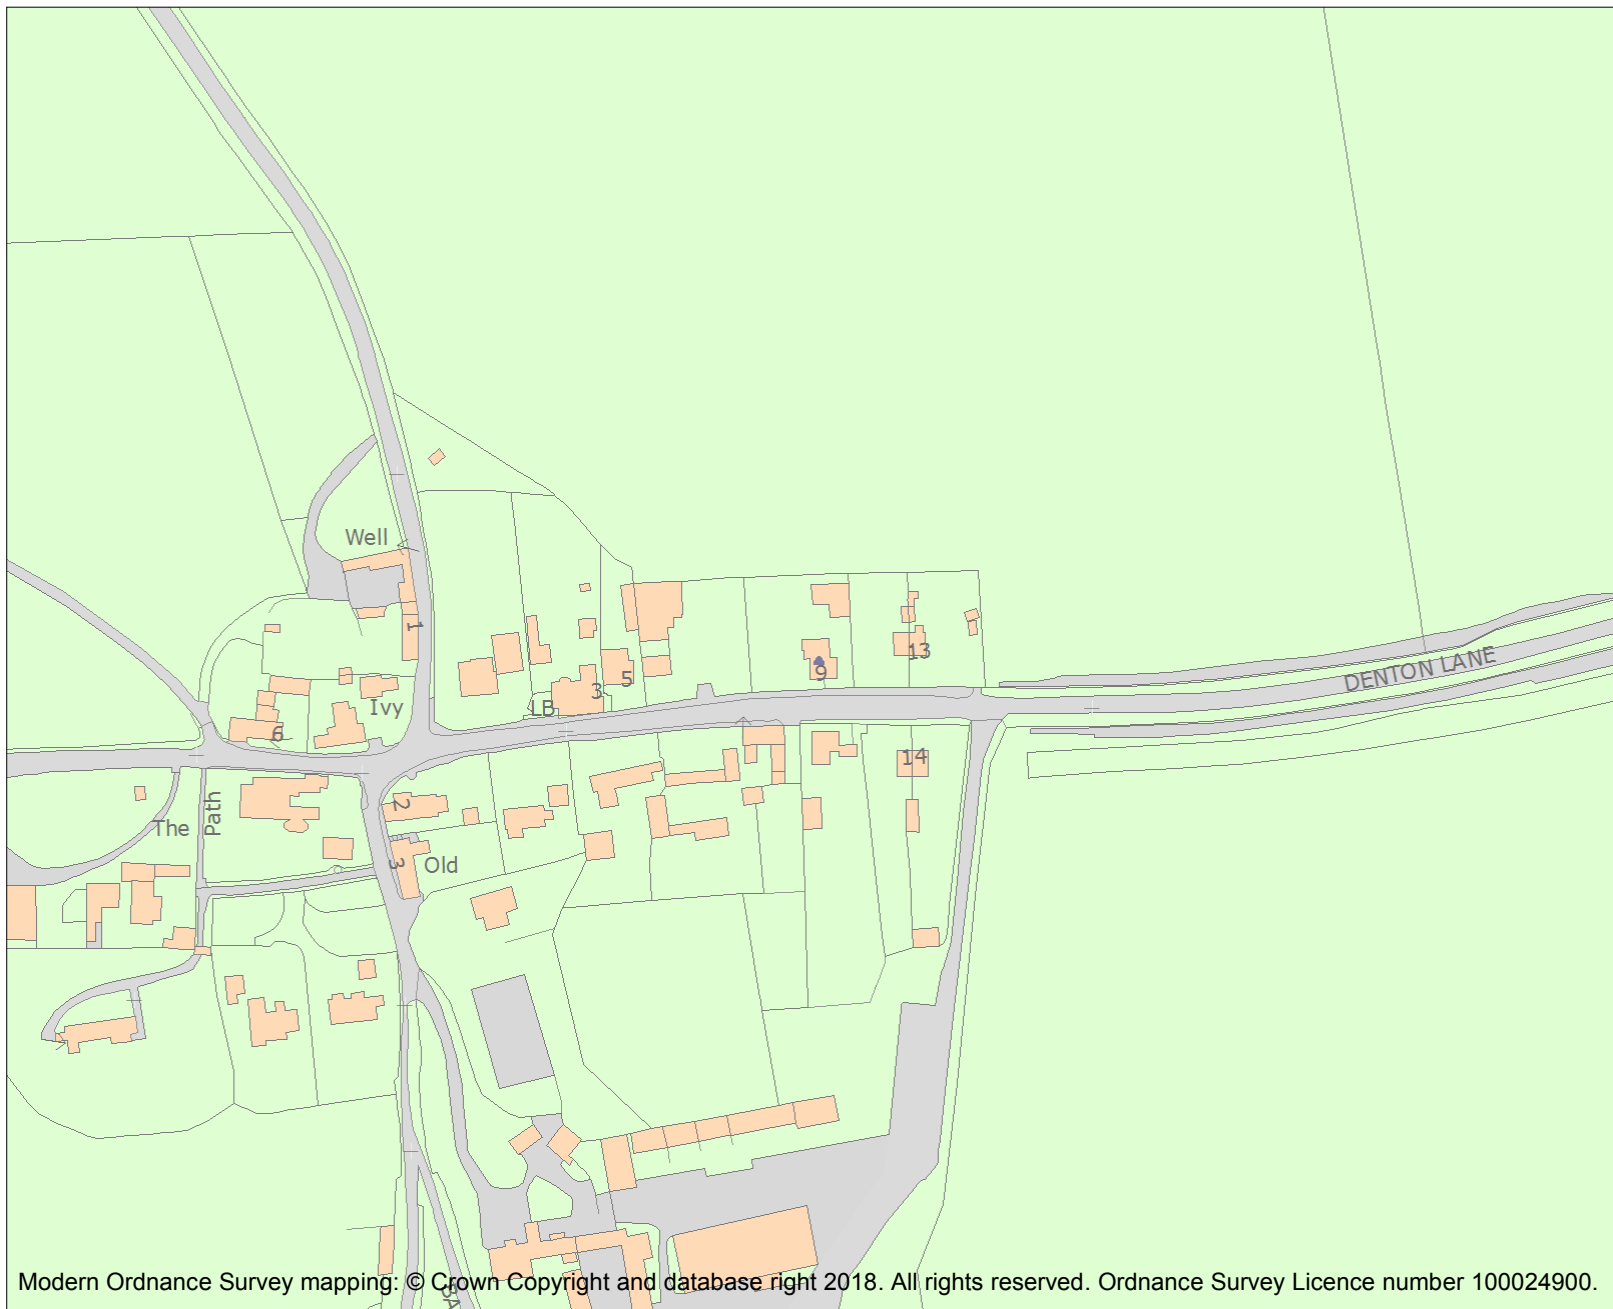 Well
1
DENTON LANE
13
9
5
3
LB
Ivy
6
14
2
Path
The
3
Old
BA
Modern Ordnance Survey mapping: © Crown Copyright and database right 2018. All rights reserved. Ordnance Survey Licence number 100024900.